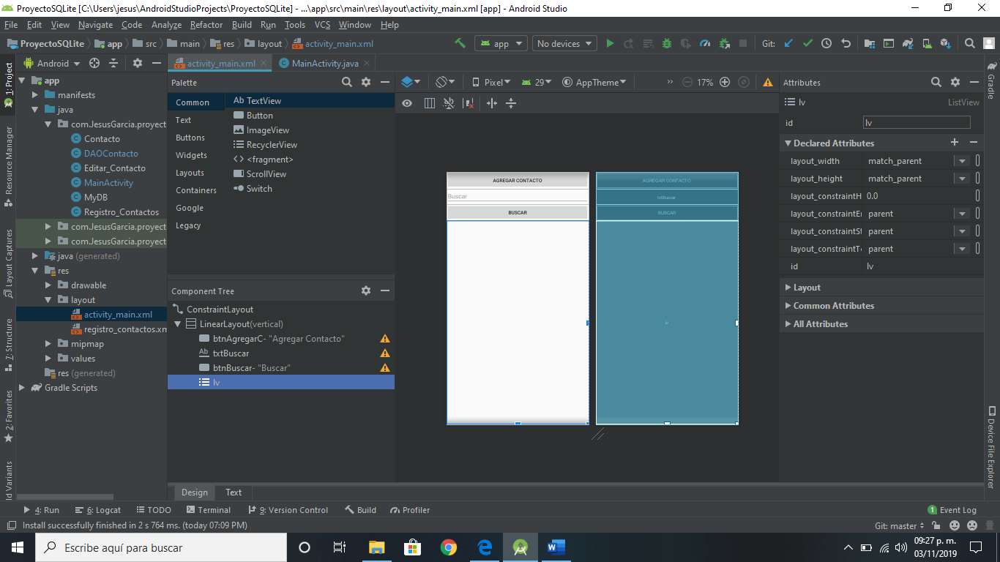 ProyectoSQLite [C:\Users\jesus\AndroidStudioProjects\ProyectoSQLite] - ...\app\src\main\res\layout\activity_main.xml [app] - Android Studio
File Edit View Navigate Code Analyze Refactor Build Run Tools VCS Window Help
ProyectoSQLite app src main res layout activity_main.xml app No devices Git:
1: Project
Resource Manager
Layout Captures
7: Structure
2: Favorites
ld Variants
Android
app
manifests
java
com.JesusGarcia.proyect
Contacto
DAOContacto
Editar_Contacto
MainActivity
MyDB
Registro_Contactos
com.JesusGarcia.proyect
com.JesusGarcia.proyect
java (generated)
res
drawable
layout
activity_main.xml
registro_contactos.xm
mipmap
values
res (generated)
Gradle Scripts
activity_main.xml MainActivity.java
Palette
Common
Text
Buttons
Widgets
Layouts
Containers
Google
Legacy
Ab TextView
Button
ImageView
RecyclerView
<fragment>
ScrollView
Switch
Component Tree
ConstraintLayout
LinearLayout(vertical)
btnAgregarC- "Agregar Contacto"
Ab txtBuscar
btnBuscar- "Buscar"
lv
Pixel 29 AppTheme » 17%
AGREGAR CONTACTO
Buscar
BUSCAR
AGREGAR CONTACTO
txtBuscar
BUSCAR
lv
Attributes
lv ListView
id lv
Declared Attributes
layout_width match_parent
layout_height match_parent
layout_constraintH 0.0
layout_constraintEn parent
layout_constraintSt parent
layout_constraintTo parent
id lv
Layout
Common Attributes
All Attributes
Gradle
Device File Explorer
Design Text
4: Run 6: Logcat TODO Terminal 9: Version Control Build Profiler 1 Event Log
Install successfully finished in 2 s 764 ms. (today 07:09 PM) Git: master
Escribe aquí para buscar
09:27 p. m.
03/11/2019